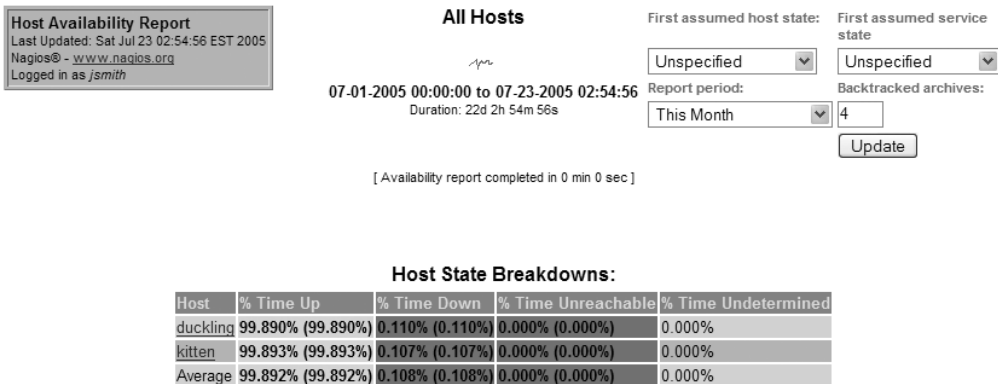 Host Availability Report
Last Updated: Sat Jul 23 02:54:56 EST 2005
Nagios® - www.nagios.org
Logged in as jsmith
All Hosts
07-01-2005 00:00:00 to 07-23-2005 02:54:56
Duration: 22d 2h 54m 56s
[ Availability report completed in 0 min 0 sec ]
First assumed host state:
Unspecified
First assumed service state
Unspecified
Report period:
This Month
Backtracked archives:
4
Update
Host State Breakdowns:
Host % Time Up % Time Down % Time Unreachable % Time Undetermined
duckling 99.890% (99.890%) 0.110% (0.110%) 0.000% (0.000%) 0.000%
kitten 99.893% (99.893%) 0.107% (0.107%) 0.000% (0.000%) 0.000%
Average 99.892% (99.892%) 0.108% (0.108%) 0.000% (0.000%) 0.000%